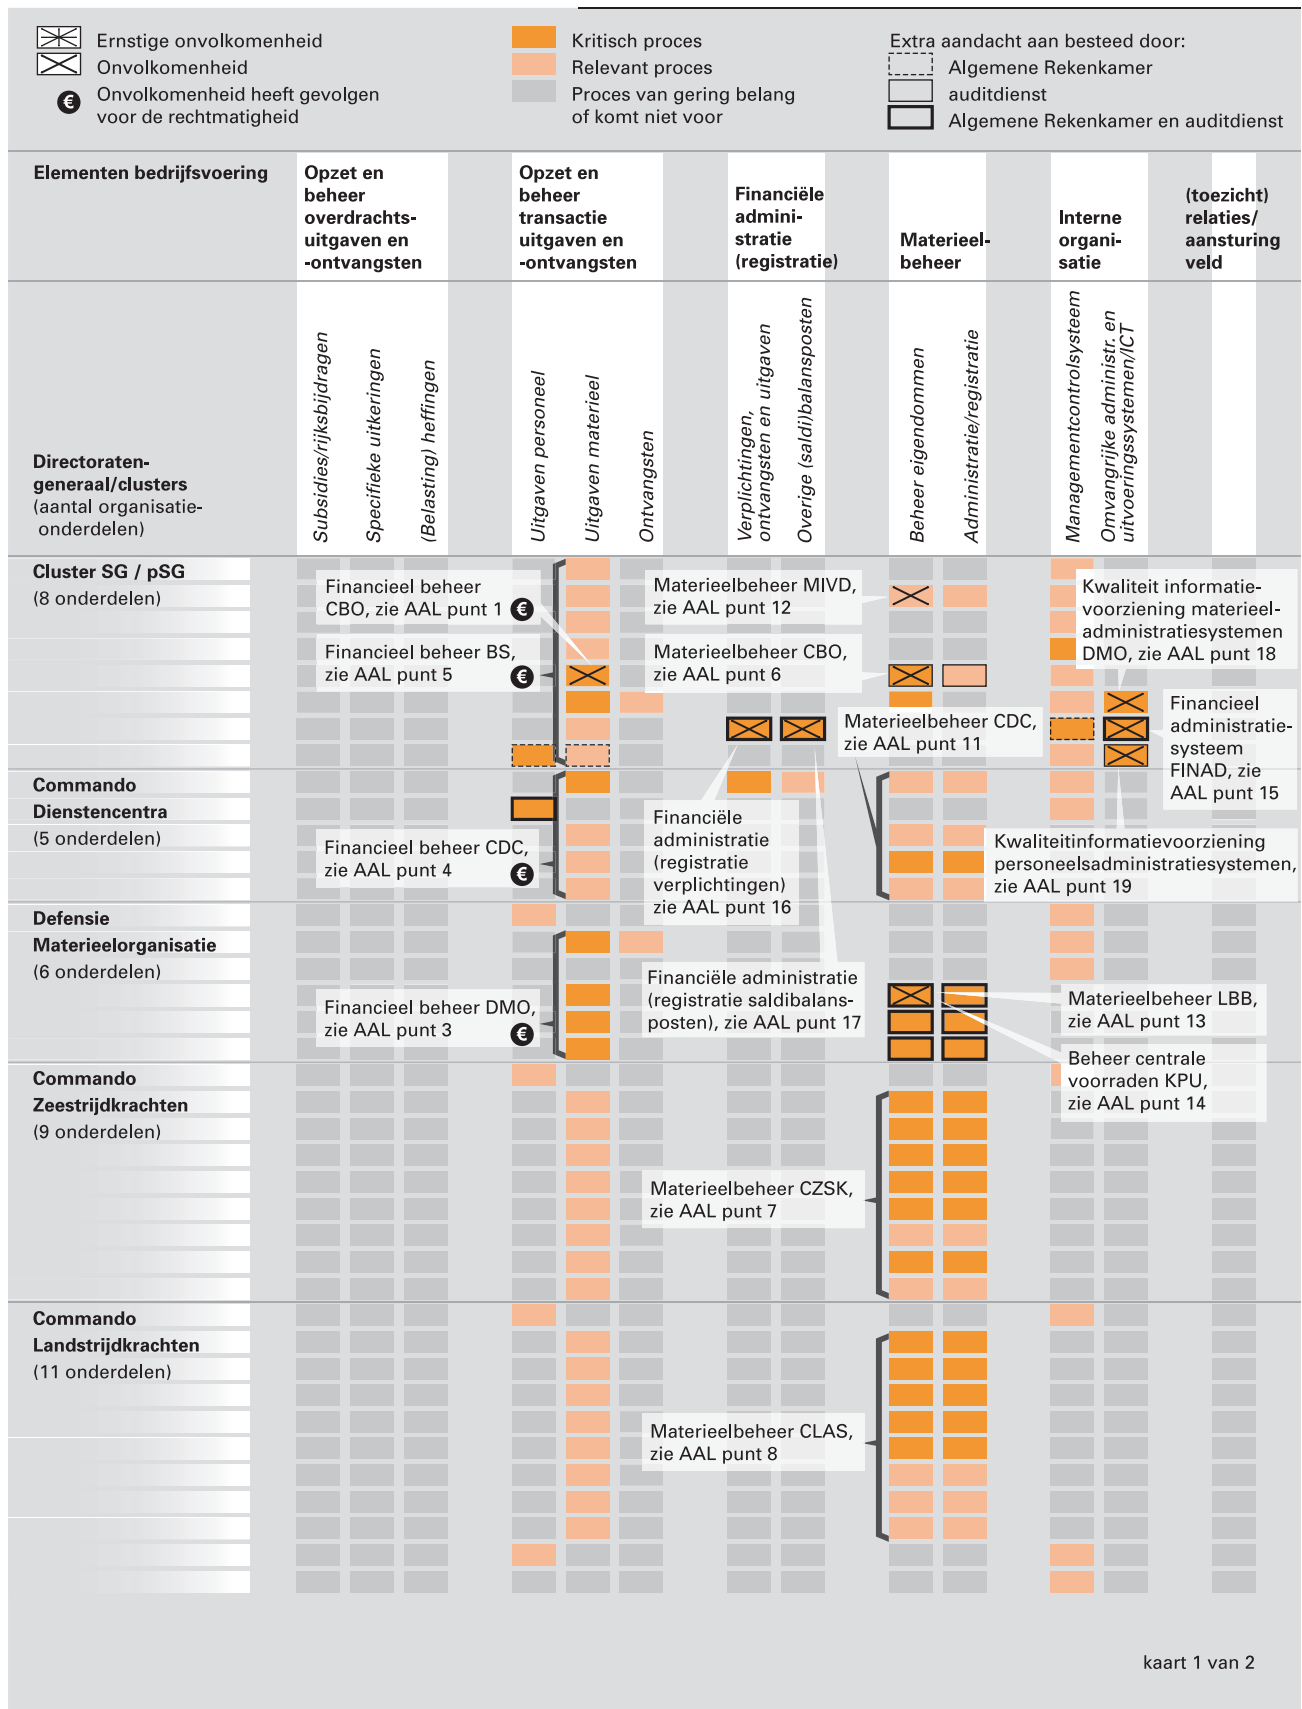 Ernstige onvolkomenheid
Onvolkomenheid
€
Onvolkomenheid heeft gevolgen
voor de rechtmatigheid
Kritisch proces
Relevant proces
Proces van gering belang
of komt niet voor
Extra aandacht aan besteed door:
Algemene Rekenkamer
auditdienst
Algemene Rekenkamer en auditdienst
Elementen bedrijfsvoering
Opzet en
beheer
overdrachts-
uitgaven en
-ontvangsten
Opzet en
beheer
transactie
uitgaven en
-ontvangsten
Financiële
admini-
stratie
(registratie)
Materieel-
beheer
Interne
organi-
satie
(toezicht)
relaties/
aansturing
veld
Directoraten-
generaal/clusters
(aantal organisatie-
onderdelen)
Subsidies/rijksbijdragen
Specifieke uitkeringen
(Belasting) heffingen
Uitgaven personeel
Uitgaven materieel
Ontvangsten
Verplichtingen,
ontvangsten en uitgaven
Overige (saldi)balansposten
Beheer eigendommen
Administratie/registratie
Managementcontrolsysteem
Omvangrijke administr. en
uitvoeringssystemen/ICT
Cluster SG / pSG
(8 onderdelen)
Financieel beheer
CBO, zie AAL punt 1
€
Financieel beheer BS,
zie AAL punt 5
€
Materieelbeheer MIVD,
zie AAL punt 12
Materieelbeheer CBO,
zie AAL punt 6
Materieelbeheer CDC,
zie AAL punt 11
Kwaliteit informatie-
voorziening materieel-
administratiesystemen
DMO, zie AAL punt 18
Financieel
administratie-
systeem
FINAD, zie
AAL punt 15
Commando
Dienstencentra
(5 onderdelen)
Financieel beheer CDC,
zie AAL punt 4
€
Financiële
administratie
(registratie
verplichtingen)
zie AAL punt 16
Kwaliteitinformatievoorziening
personeelsadministratiesystemen,
zie AAL punt 19
Defensie
Materieelorganisatie
(6 onderdelen)
Financieel beheer DMO,
zie AAL punt 3
€
Financiële administratie
(registratie saldibalans-
posten), zie AAL punt 17
Materieelbeheer LBB,
zie AAL punt 13
Beheer centrale
voorraden KPU,
zie AAL punt 14
Commando
Zeestrijdkrachten
(9 onderdelen)
Materieelbeheer CZSK,
zie AAL punt 7
Commando
Landstrijdkrachten
(11 onderdelen)
Materieelbeheer CLAS,
zie AAL punt 8
kaart 1 van 2